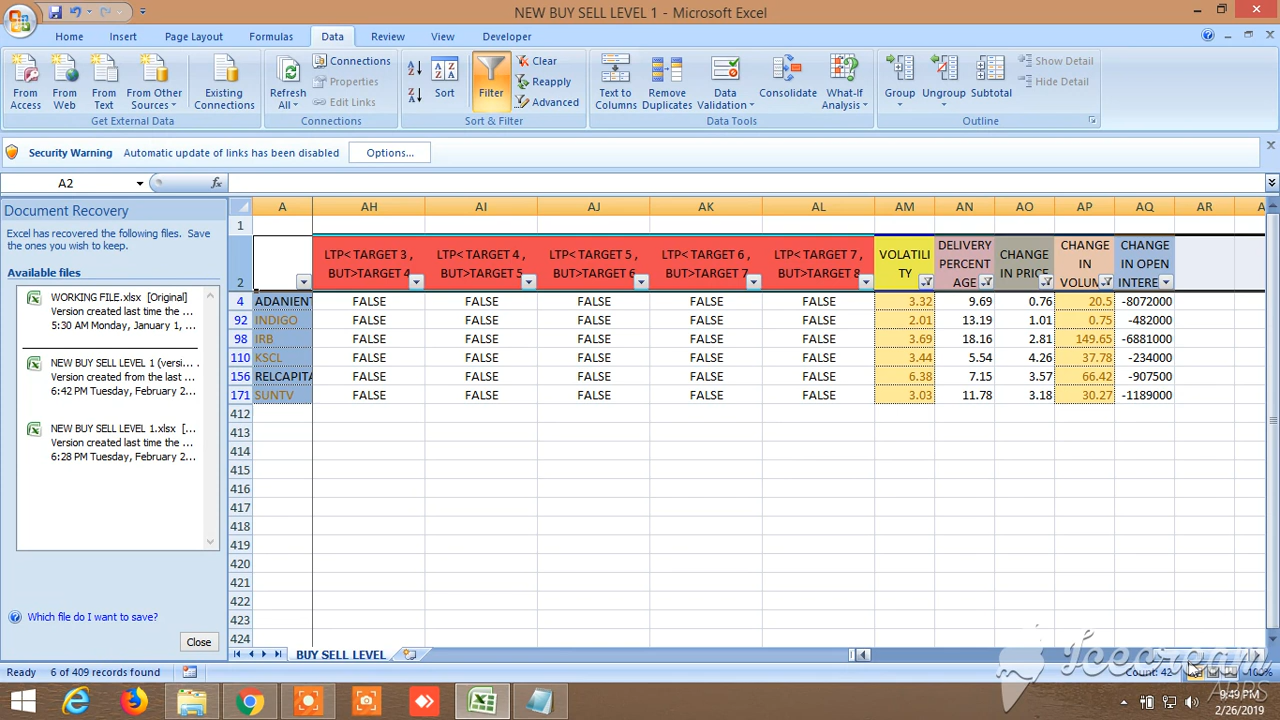 NEW BUY SELL LEVEL 1 - Microsoft Excel
Home Insert Page Layout Formulas Data Review View Developer
From Access
From Web
From Text
From Other Sources
Existing Connections
Get External Data
Refresh All
Connections
Properties
Edit Links
Connections
Sort
Filter
Clear
Reapply
Advanced
Sort & Filter
Text to Columns
Remove Duplicates
Data Validation
Consolidate
What-If Analysis
Data Tools
Group
Ungroup
Subtotal
Show Detail
Hide Detail
Outline
Security Warning Automatic update of links has been disabled Options...
A2 fx
Document Recovery
Excel has recovered the following files. Save
the ones you wish to keep.
Available files
WORKING FILE.xlsx [Original]
Version created last time the ...
5:30 AM Monday, January 1, ...
NEW BUY SELL LEVEL 1 (versi... .
Version created from the last ...
6:42 PM Tuesday, February 2...
NEW BUY SELL LEVEL 1.xlsx [...
Version created last time the ...
6:28 PM Tuesday, February 2...
Which file do I want to save?
Close
A AH AI AJ AK AL AM AN AO AP AQ AR A
1
2
LTP< TARGET 3 ,
BUT>TARGET 4
LTP< TARGET 4 ,
BUT>TARGET 5
LTP< TARGET 5 ,
BUT>TARGET 6
LTP< TARGET 6 ,
BUT>TARGET 7
LTP< TARGET 7 ,
BUT>TARGET 8
VOLATILI
TY
DELIVERY
PERCENT
AGE
CHANGE
IN PRICE
CHANGE
IN
VOLUM
CHANGE
IN OPEN
INTERE
4 ADANIENT FALSE FALSE FALSE FALSE FALSE 3.32 9.69 0.76 20.5 -8072000
92 INDIGO FALSE FALSE FALSE FALSE FALSE 2.01 13.19 1.01 0.75 -482000
98 IRB FALSE FALSE FALSE FALSE FALSE 3.69 18.16 2.81 149.65 -6881000
110 KSCL FALSE FALSE FALSE FALSE FALSE 3.44 5.54 4.26 37.78 -234000
156 RELCAPITA FALSE FALSE FALSE FALSE FALSE 6.38 7.15 3.57 66.42 -907500
171 SUNTV FALSE FALSE FALSE FALSE FALSE 3.03 11.78 3.18 30.27 -1189000
412
413
414
415
416
417
418
419
420
421
422
423
424
BUY SELL LEVEL
Icecream
APPS
Ready 6 of 409 records found Count: 42 100%
9:49 PM
2/26/2019